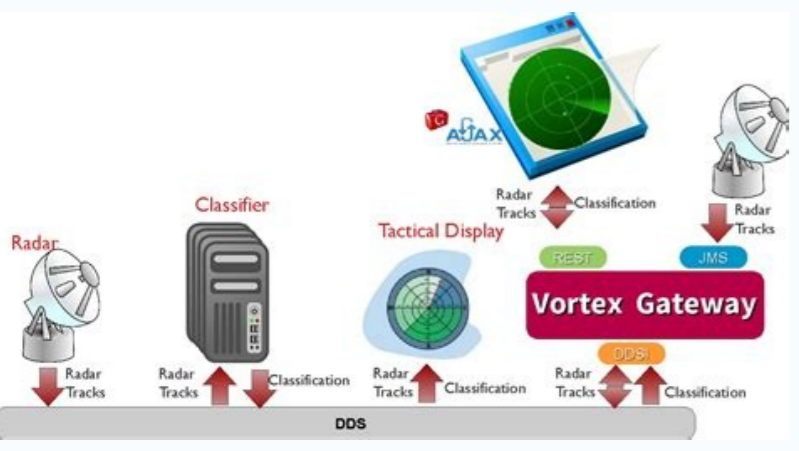 G
AJAX
Radar
Tracks
Classification
Radar
Tracks
Classifier
Radar
Tactical Display
REST
JMS
Vortex Gateway
DDSI
Radar
Tracks
Radar
Tracks
Classification
Radar
Tracks
Classification
Radar
Tracks
Classification
DDS